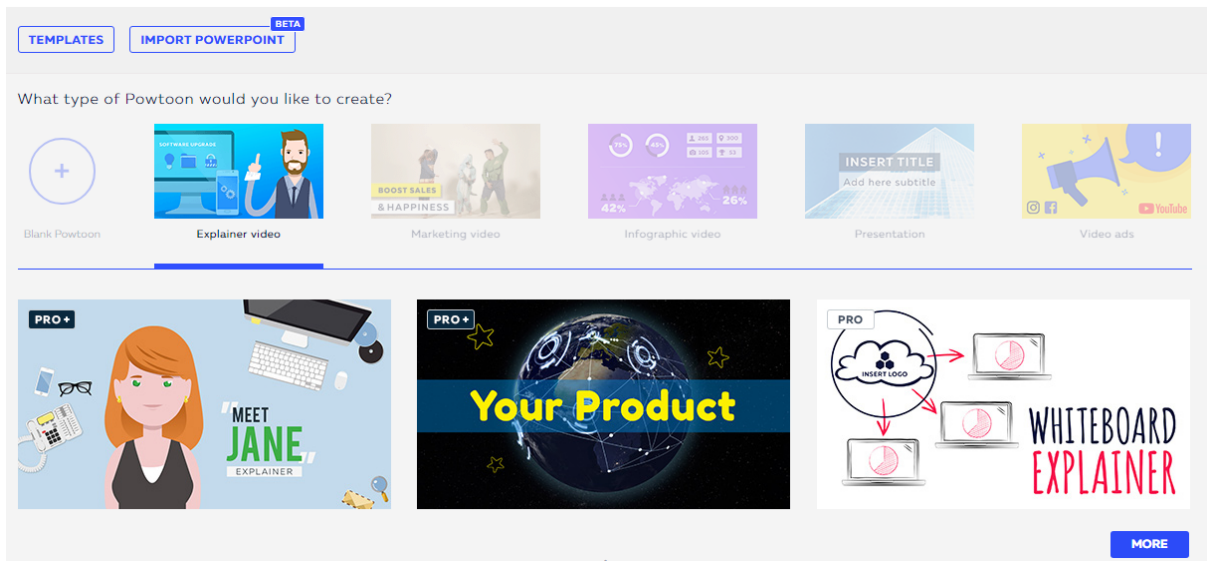 BETA
TEMPLATES
IMPORT POWERPOINT
What type of Powtoon would you like to create?
SOFTWARE UPGRADE
BOOST SALES
& HAPPINESS
75%
45%
42%
26%
INSERT TITLE
Add here subtitle
YouTube
Blank Powtoon
Explainer video
Marketing video
Infographic video
Presentation
Video ads
PRO+
MEET
JANE
EXPLAINER
PRO+
Your Product
PRO
INSERT LOGO
WHITEBOARD
EXPLAINER
MORE